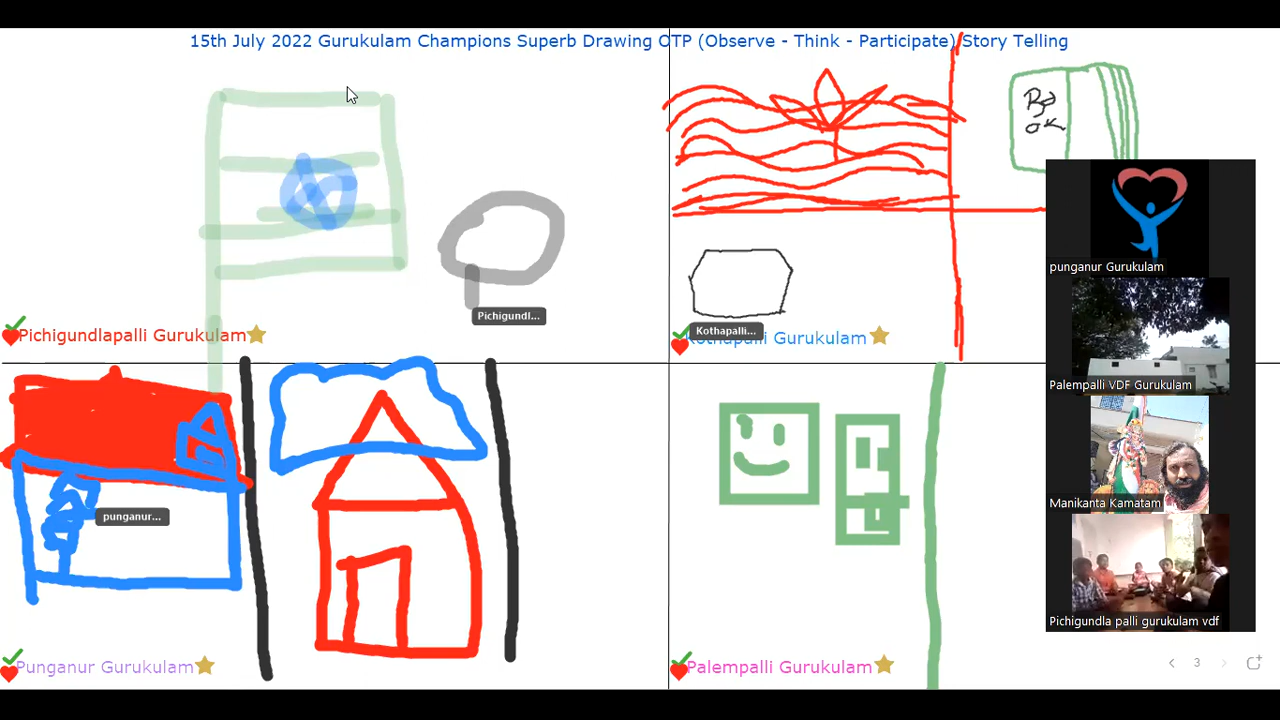 15th July 2022 Gurukulam Champions Superb Drawing OTP (Observe - Think - Participate) Story Telling
Pichigundl...
Pichigundlapalli Gurukulam
Kothapalli...
Kothapalli Gurukulam
punganur Gurukulam
Palempalli VDF Gurukulam
Manikanta Kamatam
Pichigundla palli gurukulam vdf
punganur...
Punganur Gurukulam
Palempalli Gurukulam
3